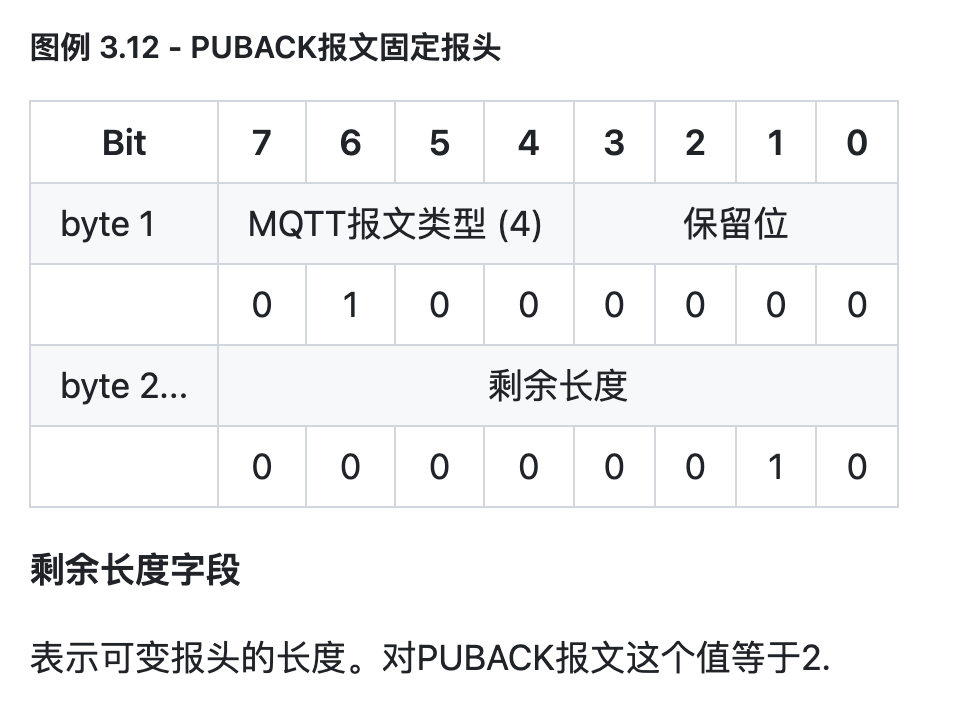 图例 3.12 - PUBACK报文固定报头
Bit 7 6 5 4 3 2 1 0
byte 1 MQTT报文类型 (4) 保留位
0 1 0 0 0 0 0 0
byte 2... 剩余长度
0 0 0 0 0 0 1 0
剩余长度字段
表示可变报头的长度。对PUBACK报文这个值等于2.